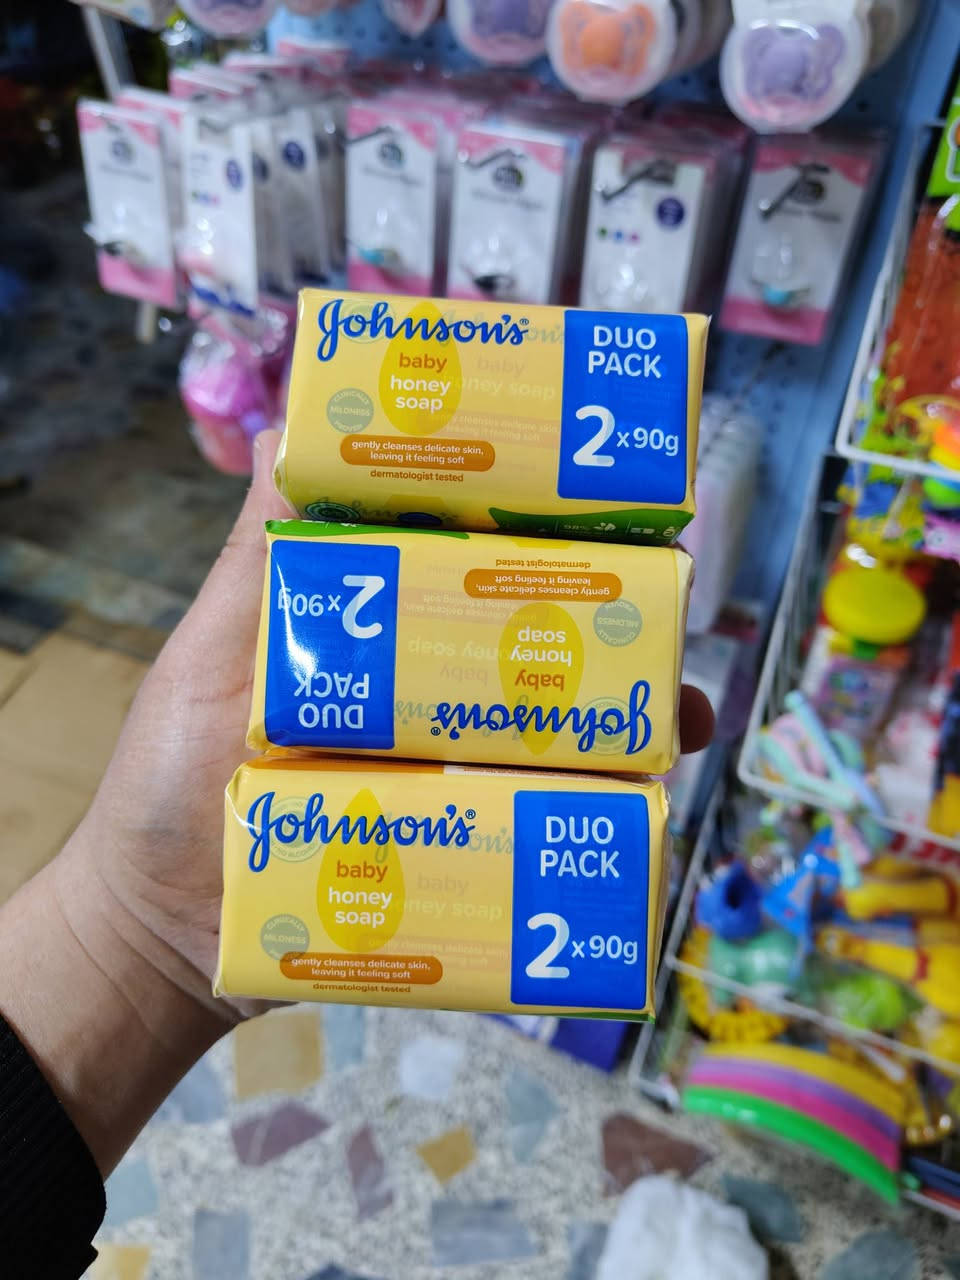 Johnson's®
baby
honey
soap
CLINICALLY
MILDNESS
PROVEN
gently cleanses delicate skin,
leaving it feeling soft
dermatologist tested
DUO
PACK
2 x 90g
Johnson's®
baby
honey
soap
CLINICALLY
MILDNESS
PROVEN
gently cleanses delicate skin,
leaving it feeling soft
dermatologist tested
DUO
PACK
2 x 90g
Johnson's®
baby
honey
soap
CLINICALLY
MILDNESS
PROVEN
gently cleanses delicate skin,
leaving it feeling soft
dermatologist tested
DUO
PACK
2 x 90g